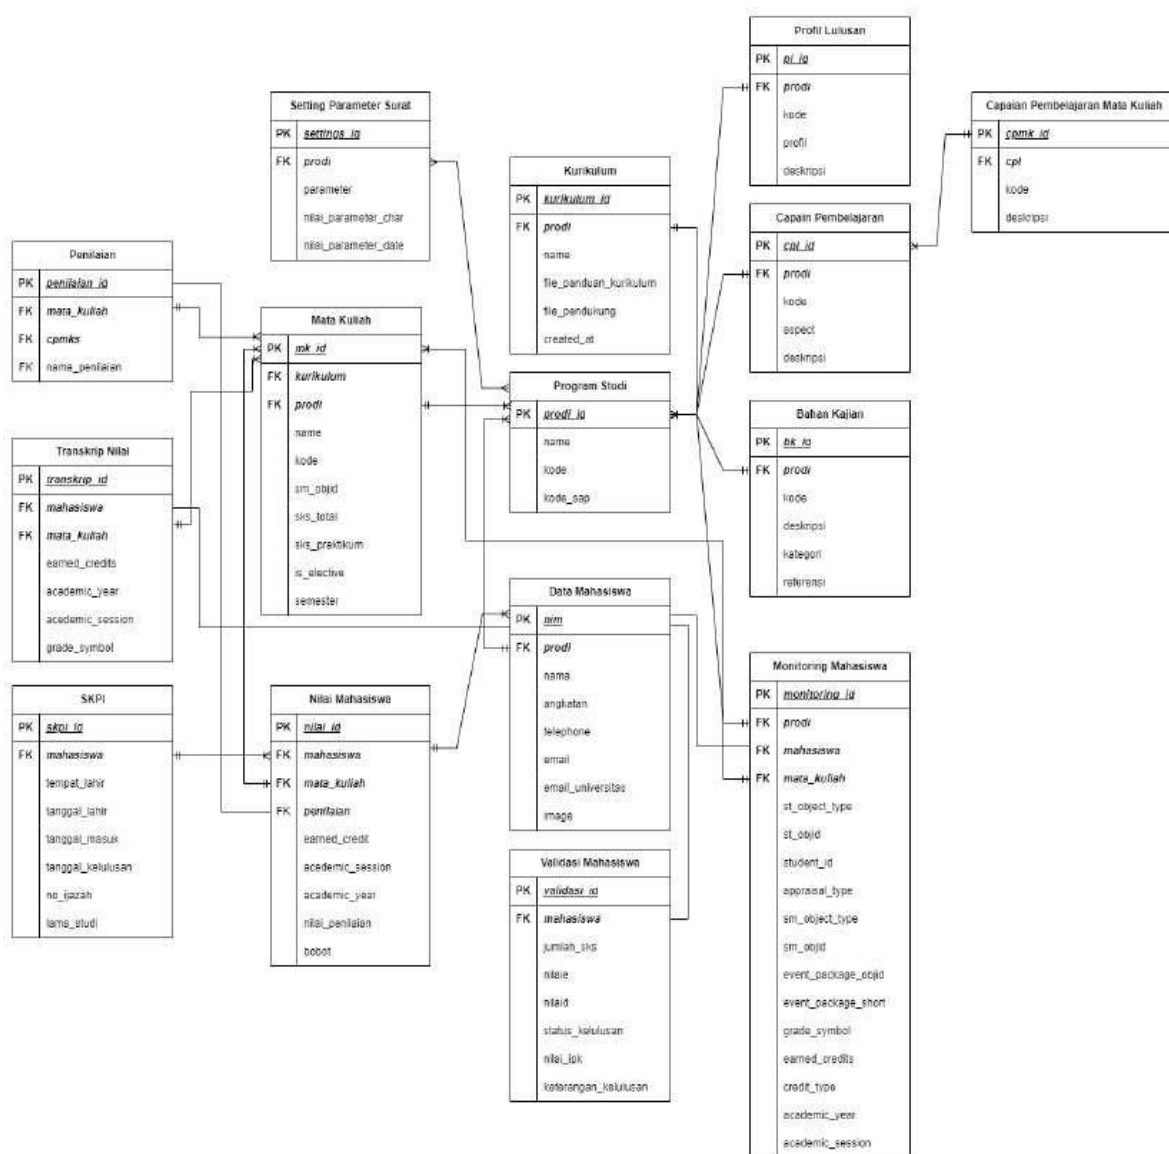 Profil Lulusan
PK pl_id
FK prodi
kode
profil
deskripsi
Setting Parameter Surat
PK settings_id
FK prodi
parameter
nilai_parameter_char
nilai_parameter_date
Capaian Pembelajaran Mata Kuliah
PK cpmk_id
FK cpl
kode
deskripsi
Kurikulum
PK kurikulum_id
FK prodi
name
file_panduan_kurikulum
file_pendukung
created_at
Capain Pembelajaran
PK cpl_id
FK prodi
kode
aspect
deskripsi
Penilaian
PK penilaian_id
FK mata_kuliah
FK cpmks
FK nama_penilaian
Mata Kuliah
PK mk_id
FK kurikulum
FK prodi
name
kode
sm_objid
sks_total
sks_praktikum
is_elective
semester
Program Studi
PK prodi_id
name
kode
kode_sap
Bahan Kajian
PK bk_id
FK prodi
kode
deskripsi
kategori
referensi
Transkrip Nilai
PK transkrip_id
FK mahasiswa
FK mata_kuliah
earned_credits
academic_year
acedemic_session
grade_symbol
Data Mahasiswa
PK nim
FK prodi
nama
angkatan
telephone
email
email_universitas
image
Monitoring Mahasiswa
PK monitoring_id
FK prodi
FK mahasiswa
FK mata_kuliah
st_object_type
st_objid
student_id
appraisal_type
sm_object_type
sm_objid
event_package_objid
event_package_short
grade_symbol
earned_credits
credit_type
academic_year
academic_session
SKPI
PK skpi_id
FK mahasiswa
tempat_lahir
tanggal_lahir
tanggal_masuk
tanggal_kelulusan
no_ijazah
lama_studi
Nilai Mahasiswa
PK nilai_id
FK mahasiswa
FK mata_kuliah
FK penilaian
earned_credit
academic_session
academic_year
nilai_penilaian
bobot
Validasi Mahasiswa
PK validasi_id
FK mahasiswa
jumlah_sks
nilaie
nilaid
status_kelulusan
nilai_ipk
keterangan_kelulusan